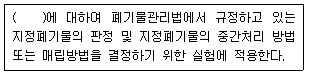 (    )에 대하여 폐기물관리법에서 규정하고 있는
지정폐기물의 판정 및 지정폐기물의 중간처리 방법
또는 매립방법을 결정하기 위한 실험에 적용한다.